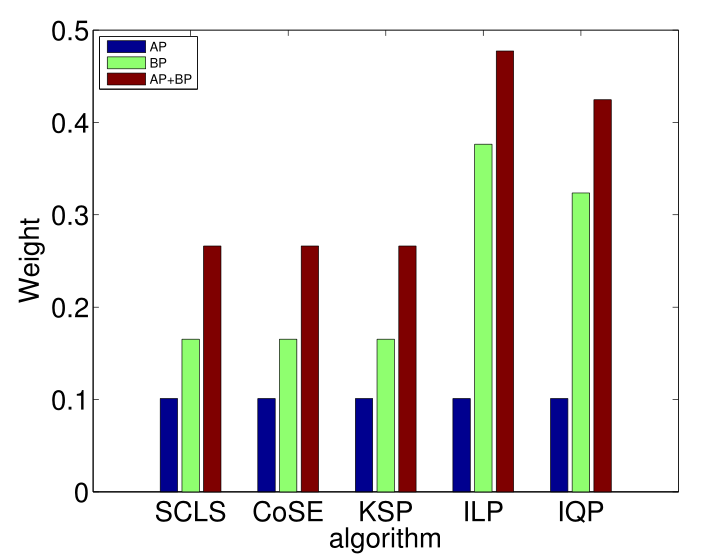 0.5
0.4
0.3
0.2
0.1
0
Weight
AP
BP
AP+BP
SCLS CoSE KSP ILP IQP
algorithm